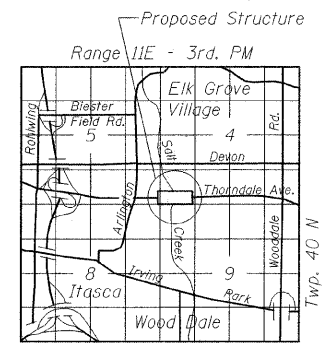 Proposed Structure
Range 11E - 3rd. PM
Elk Grove
Village
Biester
Field Rd.
Rohlwing
5
4
Rd.
Salt
Devon
Thorndale Ave.
Arlington
Wooddale
Twp. 40 N
Creek
8
9
Irving
Park
Itasca
Wood Dale